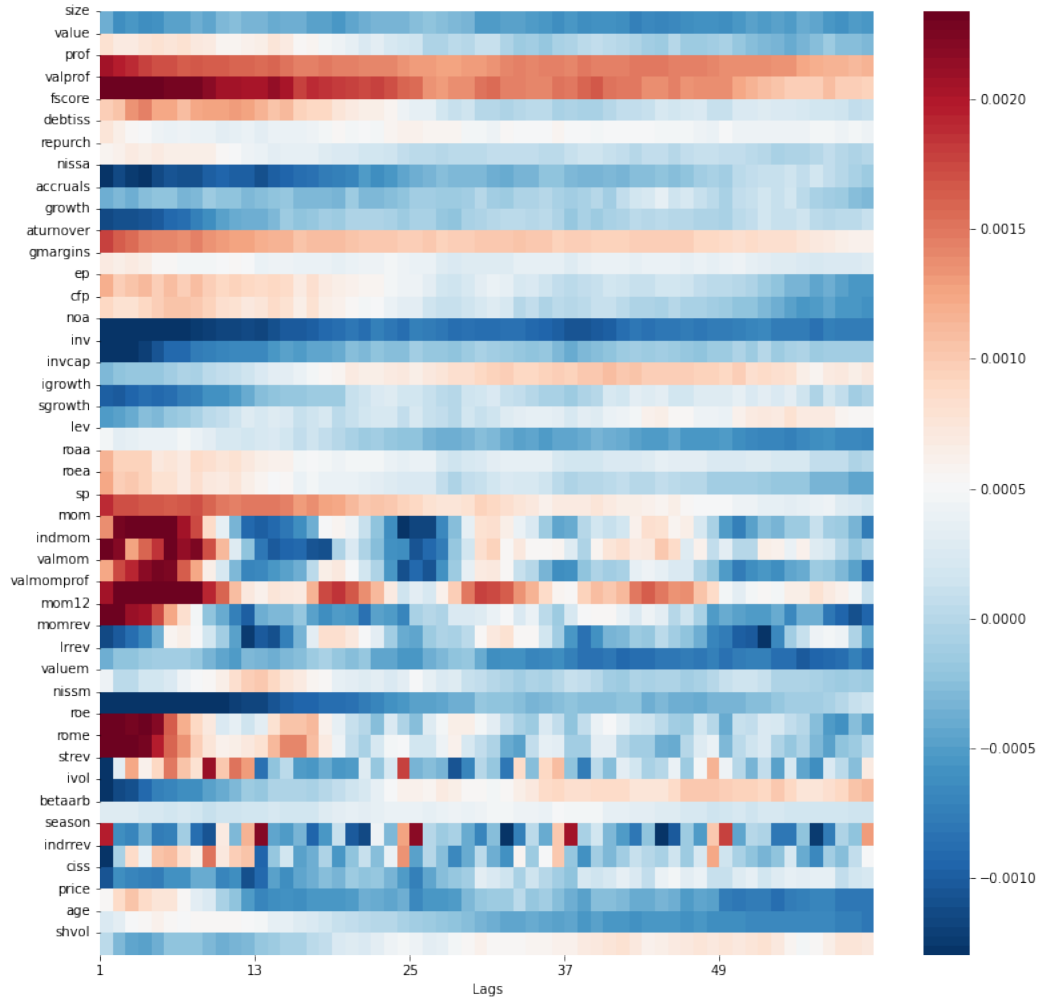 size
value
prof
valprof
fscore
debtiss
repurch
nissa
accruals
growth
aturnover
gmargins
ep
cfp
noa
inv
invcap
igrowth
sgrowth
lev
roaa
roea
sp
mom
indmom
valmom
valmomprof
mom12
momrev
lrrev
valuem
nissm
roe
rome
strev
ivol
betaarb
season
indrrev
ciss
price
age
shvol
1 13 25 37 49
Lags
0.0020
0.0015
0.0010
0.0005
0.0000
−0.0005
−0.0010